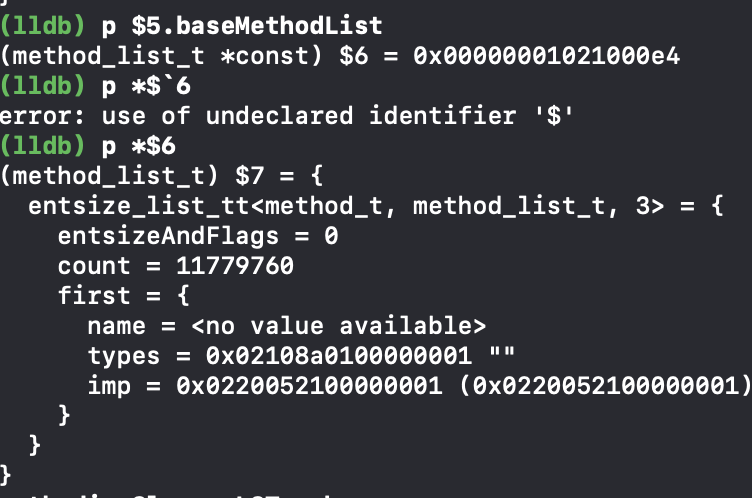 (lldb) p $5.baseMethodList
(method_list_t *const) $6 = 0x00000001021000e4
(lldb) p *$`6
error: use of undeclared identifier '$'
(lldb) p *$6
(method_list_t) $7 = {
  entsize_list_tt<method_t, method_list_t, 3> = {
    entsizeAndFlags = 0
    count = 11779760
    first = {
      name = <no value available>
      types = 0x02108a0100000001 ""
      imp = 0x0220052100000001 (0x0220052100000001)
    }
  }
}